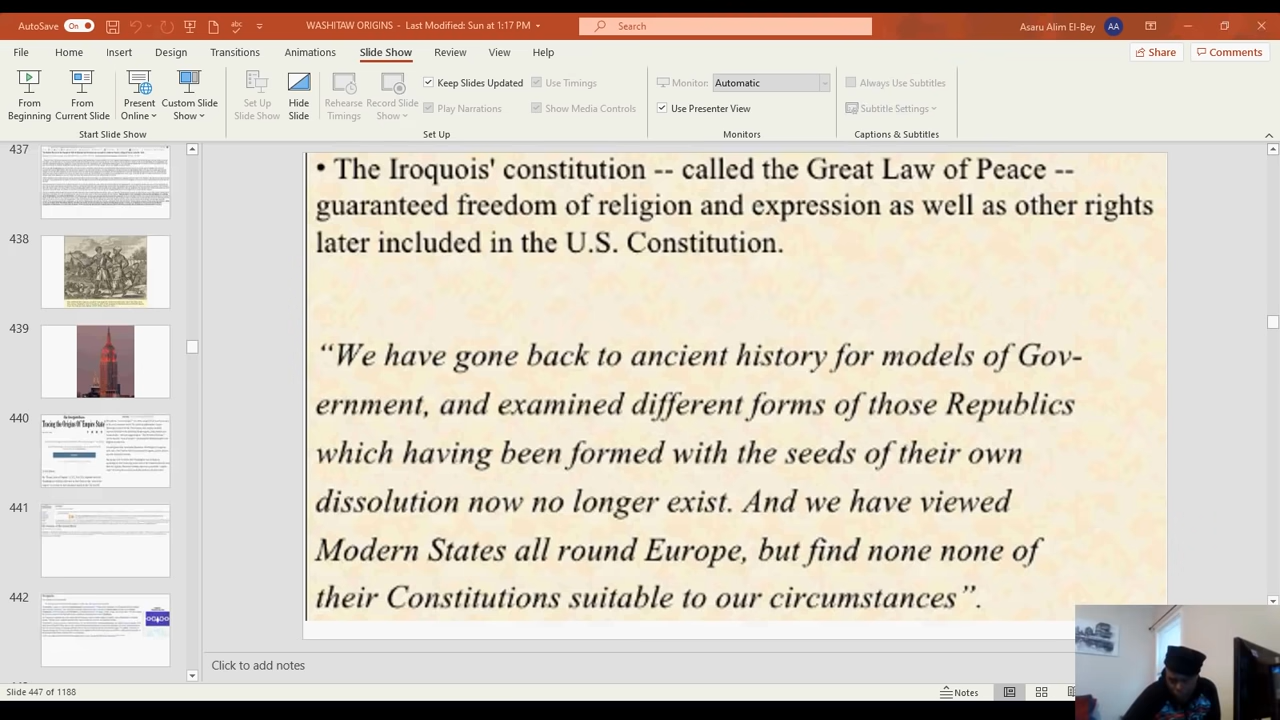 AutoSave On WASHITAW ORIGINS - Last Modified: Sun at 1:17 PM Search Asaru Alim El-Bey AA
File Home Insert Design Transitions Animations Slide Show Review View Help Share Comments
From Beginning
From Current Slide
Present Online
Custom Slide Show
Start Slide Show
Set Up Slide Show
Hide Slide
Rehearse Timings
Record Slide Show
Keep Slides Updated
Play Narrations
Use Timings
Show Media Controls
Set Up
Monitor: Automatic
Use Presenter View
Monitors
Always Use Subtitles
Subtitle Settings
Captions & Subtitles
437
438
439
440
Tracing the Origins Of 'Empire State'
441
442
• The Iroquois' constitution -- called the Great Law of Peace --
guaranteed freedom of religion and expression as well as other rights
later included in the U.S. Constitution.
“We have gone back to ancient history for models of Gov-
ernment, and examined different forms of those Republics
which having been formed with the seeds of their own
dissolution now no longer exist. And we have viewed
Modern States all round Europe, but find none none of
their Constitutions suitable to our circumstances”
Click to add notes
Slide 447 of 1188 Notes